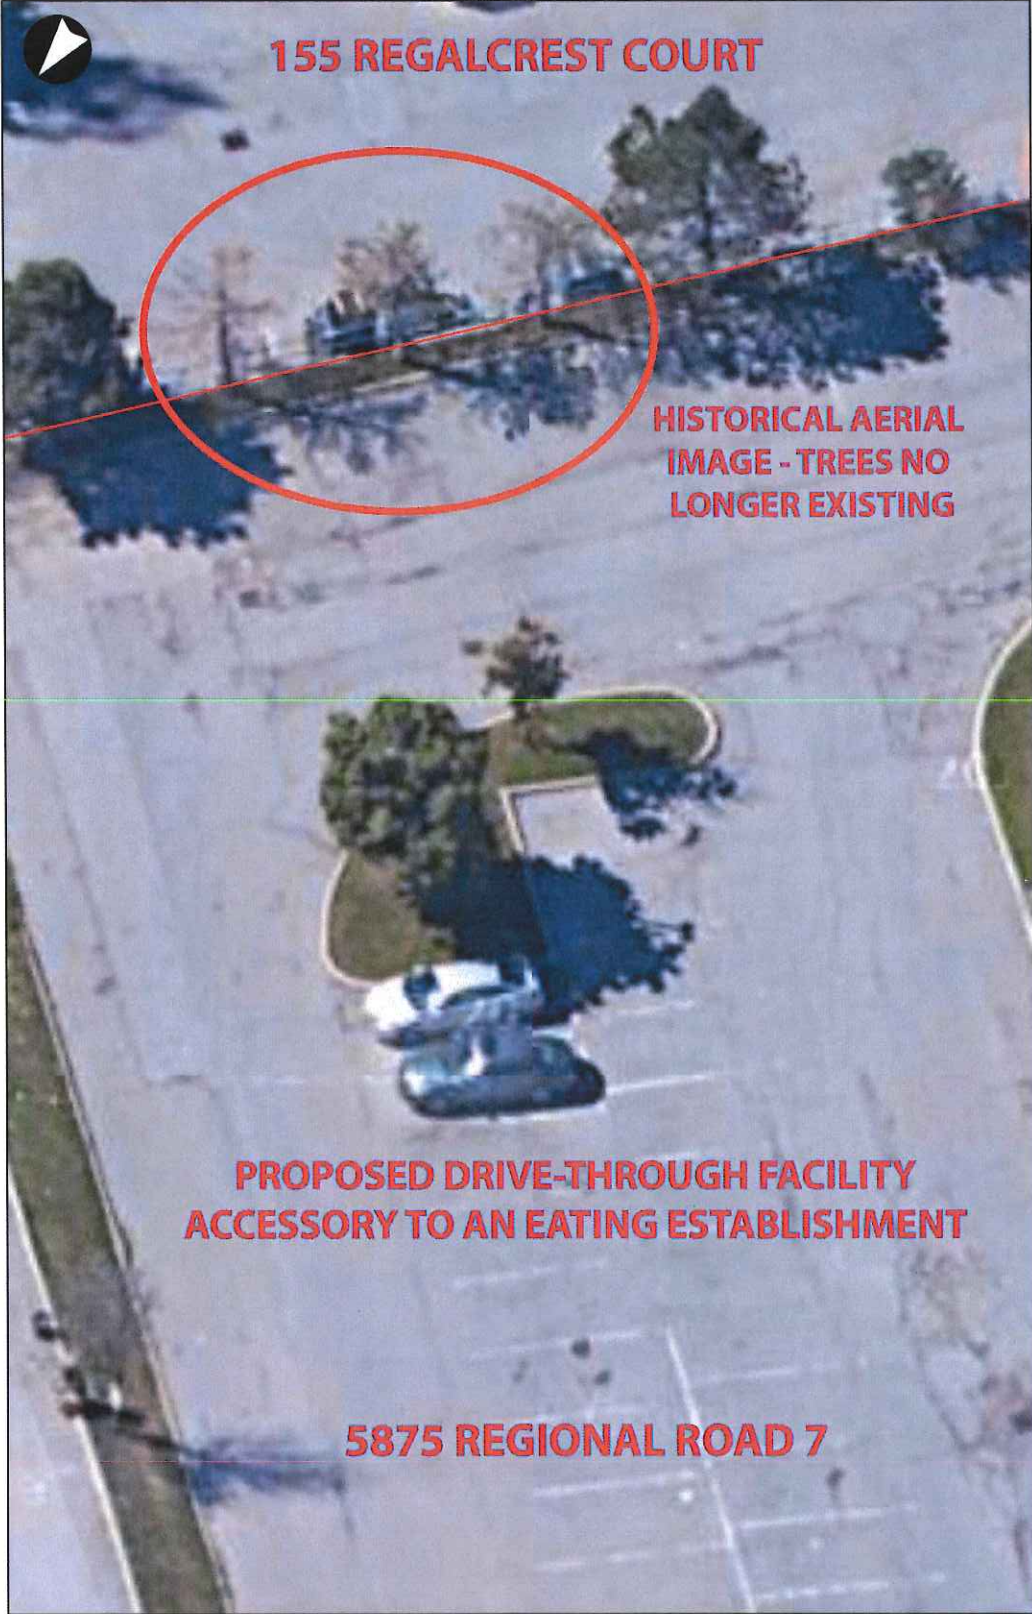 155 REGALCREST COURT
HISTORICAL AERIAL
IMAGE - TREES NO
LONGER EXISTING
PROPOSED DRIVE-THROUGH FACILITY
ACCESSORY TO AN EATING ESTABLISHMENT
5875 REGIONAL ROAD 7